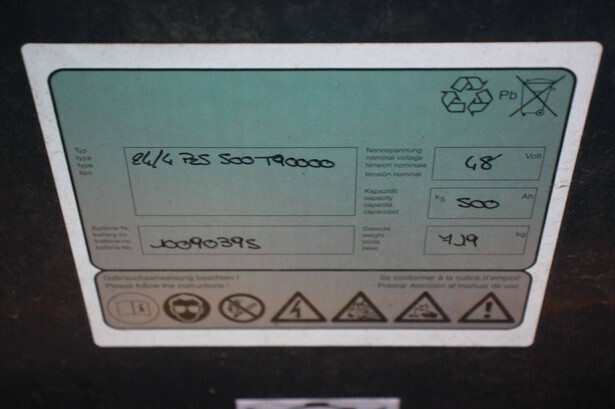 Pb
Typ
type
type
tipo
24/4 PzS 500 T90000
Nennspannung
nominal voltage
tension nominale
tensión nominal
48 Volt
Kapazität
capacity
capacité
capacidad
K5 500 Ah
Batterie Nr.
battery no.
batterie no.
batería No.
J0090395
Gewicht
weight
poids
peso
719 kg
Gebrauchsanweisung beachten !
Please follow the instructions !
Se conformer à la notice d'emploi
Prestar Atención al manual de uso